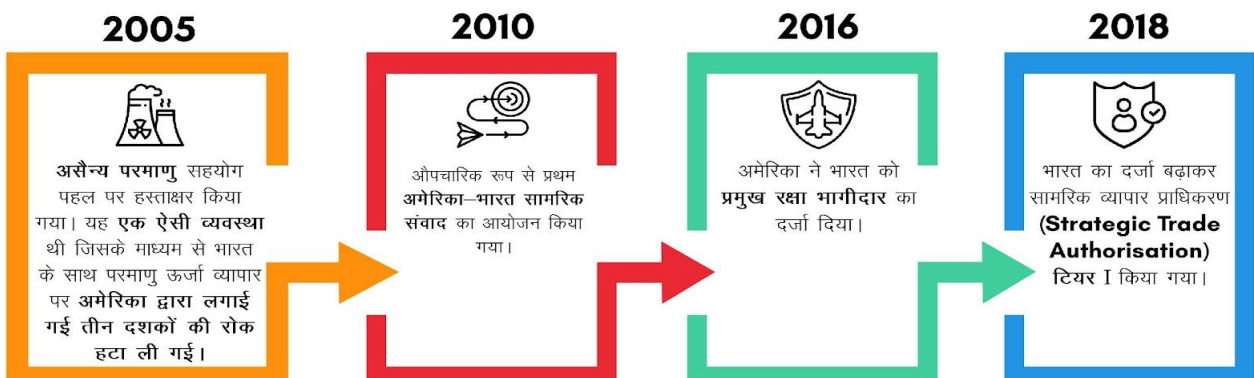 2005
असैन्य परमाणु सहयोग
पहल पर हस्ताक्षर किया
गया। यह एक ऐसी व्यवस्था
थी जिसके माध्यम से भारत
के साथ परमाणु ऊर्जा व्यापार
पर अमेरिका द्वारा लगाई
गई तीन दशकों की रोक
हटा ली गई।
2010
औपचारिक रूप से प्रथम
अमेरिका–भारत सामरिक
संवाद का आयोजन किया
गया।
2016
अमेरिका ने भारत को
प्रमुख रक्षा भागीदार का
दर्जा दिया।
2018
भारत का दर्जा बढ़ाकर
सामरिक व्यापार प्राधिकरण
(Strategic Trade
Authorisation)
टियर I किया गया।